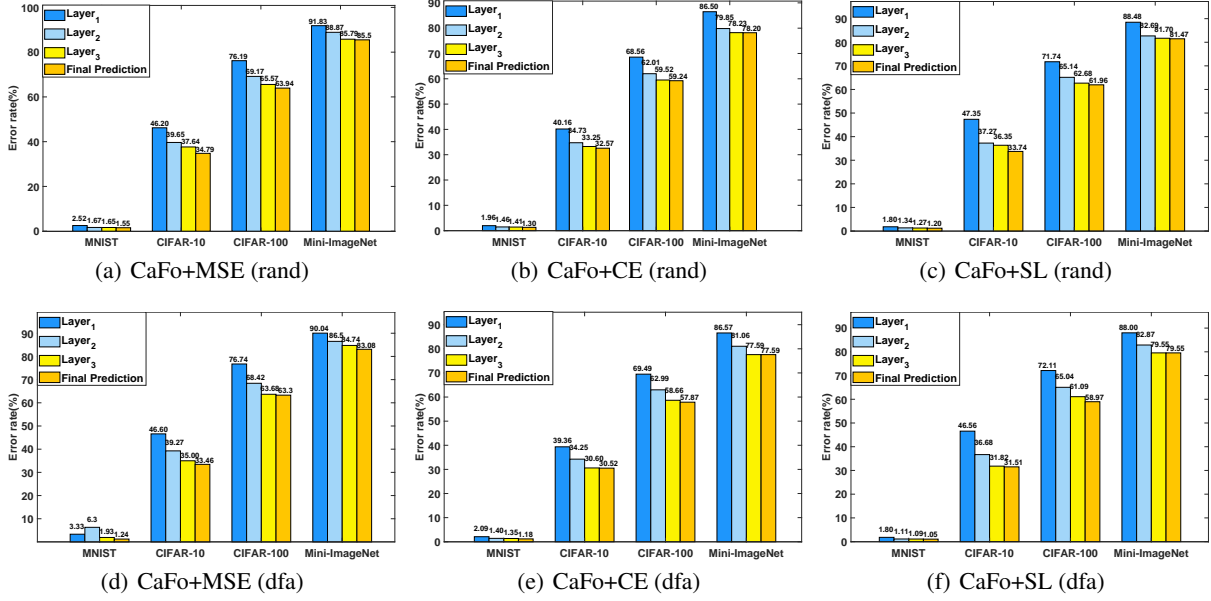 Layer1
Layer2
Layer3
Final Prediction
Error rate(%)
100
80
60
40
20
0
2.52 1.67 1.65 1.55
46.20 39.65 37.64 34.79
76.19 69.17 65.57 63.94
91.83 88.87 85.79 85.5
MNIST CIFAR-10 CIFAR-100 Mini-ImageNet
(a) CaFo+MSE (rand)
Layer1
Layer2
Layer3
Final Prediction
Error rate(%)
90
80
70
60
50
40
30
20
10
0
1.96 1.46 1.41 1.30
40.16 34.73 33.25 32.57
68.56 62.01 59.52 59.24
86.50 79.85 78.23 78.20
MNIST CIFAR-10 CIFAR-100 Mini-ImageNet
(b) CaFo+CE (rand)
Layer1
Layer2
Layer3
Final Prediction
Error rate(%)
90
80
70
60
50
40
30
20
10
0
1.80 1.34 1.27 1.20
47.35 37.27 36.35 33.74
71.74 65.14 62.68 61.96
88.48 82.69 81.70 81.47
MNIST CIFAR-10 CIFAR-100 Mini-ImageNet
(c) CaFo+SL (rand)
Layer1
Layer2
Layer3
Final Prediction
Error rate(%)
90
80
70
60
50
40
30
20
10
3.33 6.3 1.93 1.24
46.60 39.27 35.00 33.46
76.74 68.42 63.68 63.3
90.04 86.5 84.74 83.08
MNIST CIFAR-10 CIFAR-100 Mini-ImageNet
(d) CaFo+MSE (dfa)
Layer1
Layer2
Layer3
Final Prediction
Error rate(%)
90
80
70
60
50
40
30
20
10
0
2.09 1.40 1.35 1.18
39.36 34.25 30.60 30.52
69.49 62.99 58.66 57.87
86.57 81.06 77.59 77.59
MNIST CIFAR-10 CIFAR-100 Mini-ImageNet
(e) CaFo+CE (dfa)
Layer1
Layer2
Layer3
Final Prediction
Error rate(%)
90
80
70
60
50
40
30
20
10
0
1.80 1.11 1.09 1.05
46.56 36.68 31.82 31.51
72.11 65.04 61.09 58.97
88.00 82.87 79.55 79.55
MNIST CIFAR-10 CIFAR-100 Mini-ImageNet
(f) CaFo+SL (dfa)